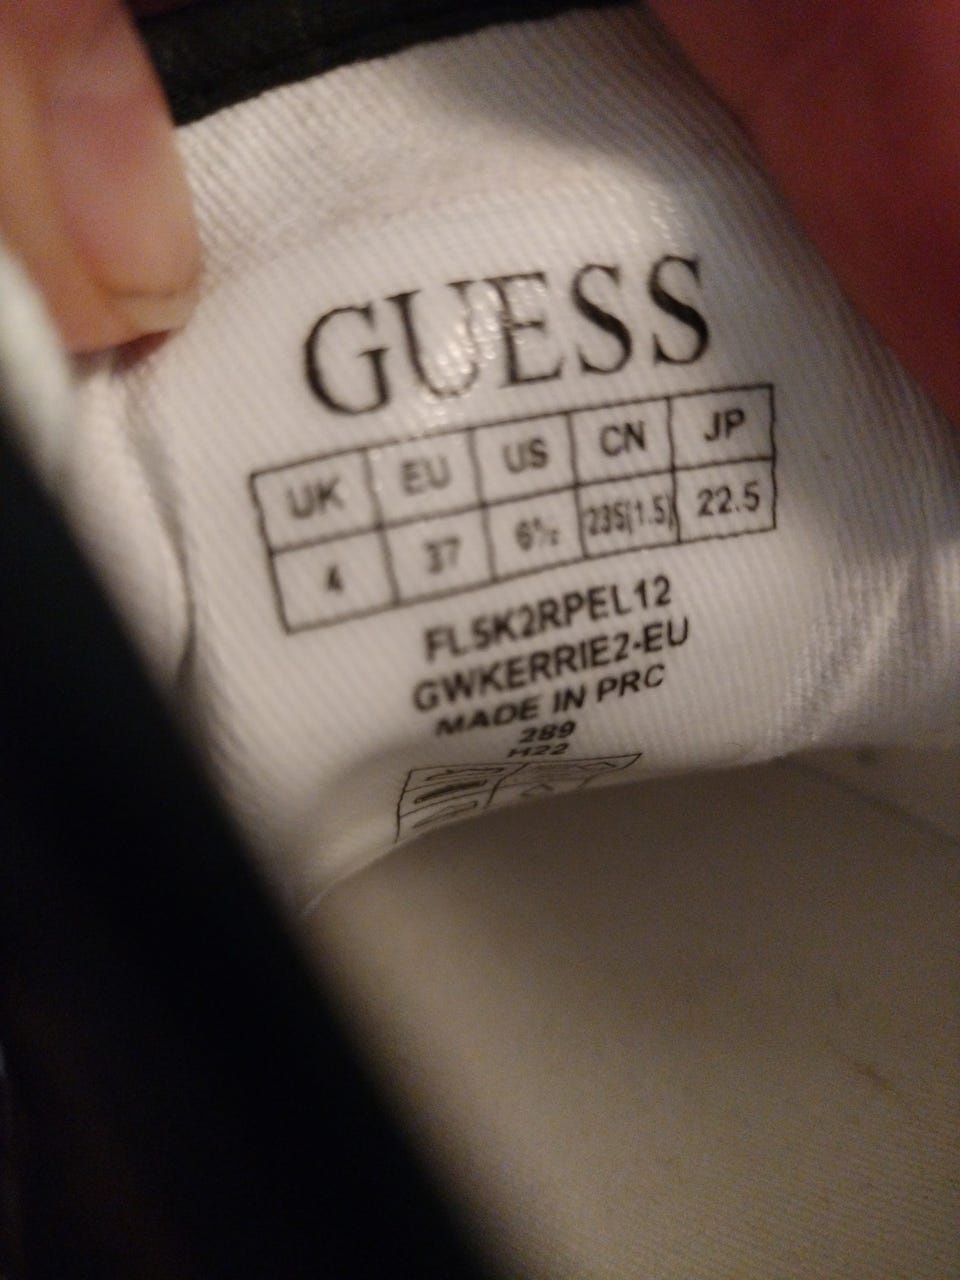 GUESS
UK EU US CN JP
4 37 6½ 235(1.5) 22.5
FL5K2RPEL12
GWKERRIE2-EU
MADE IN PRC
289
H22